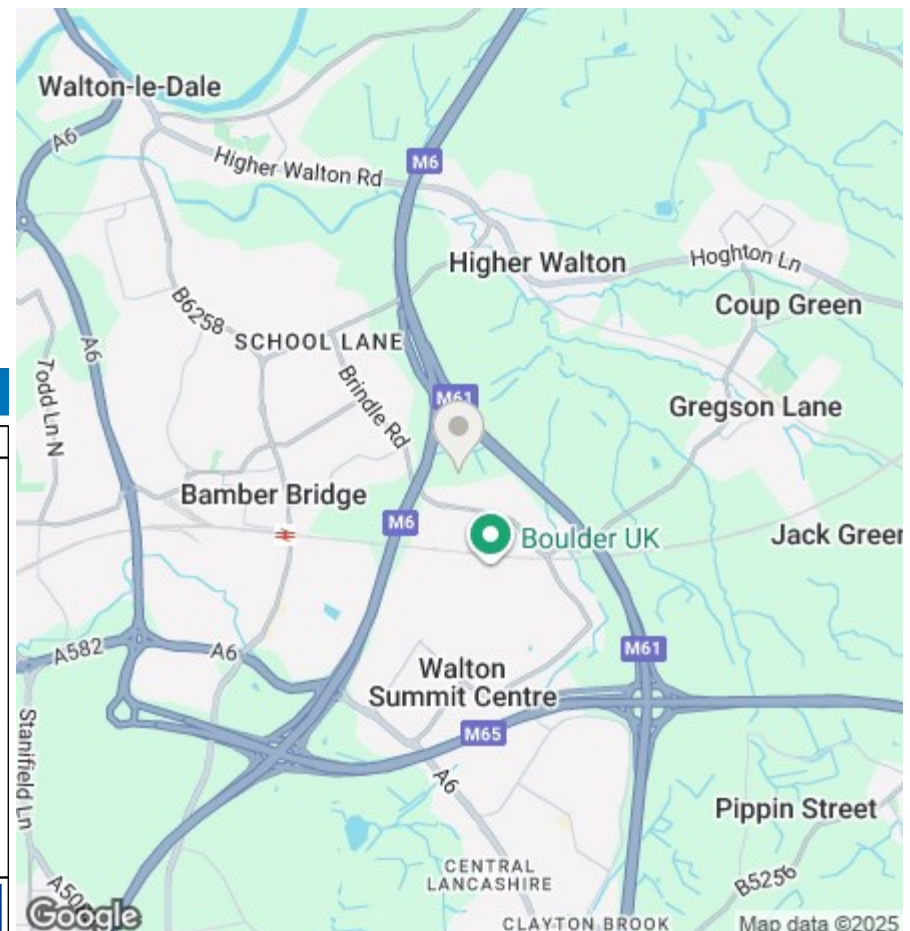 Walton-le-Dale
A6
Higher Walton Rd
M6
Higher Walton
Hoghton Ln
Coup Green
B6258
SCHOOL LANE
A6
Todd Ln N
Brindle Rd
M61
Gregson Lane
Bamber Bridge
M6
Boulder UK
Jack Green
A582
A6
M61
Walton
Summit Centre
M65
Stanifield Ln
A6
Pippin Street
CENTRAL
LANCASHIRE
B5256
Google
CLAYTON BROOK
Map data ©2025